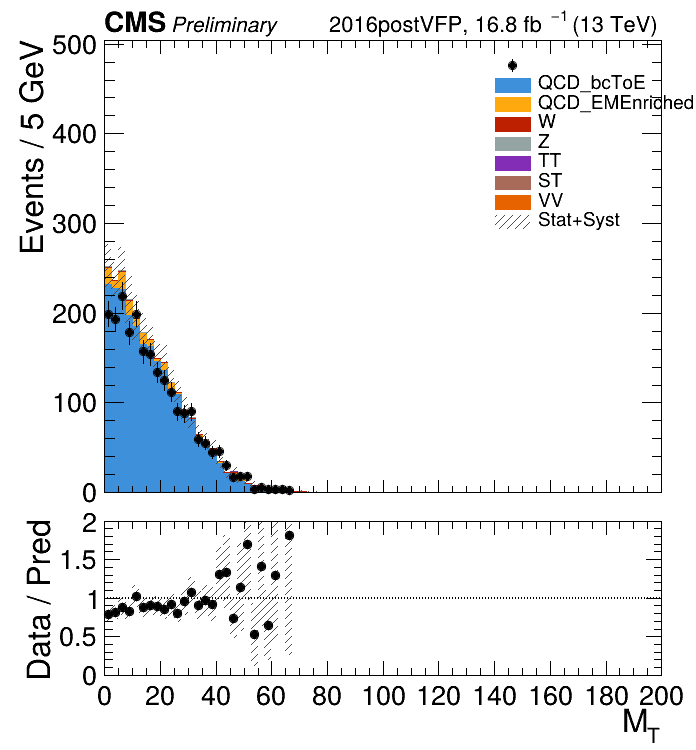 CMS Preliminary 2016postVFP, 16.8 fb ⁻¹ (13 TeV)
Events / 5 GeV
500
400
300
200
100
0
QCD_bcToE
QCD_EMEnriched
W
Z
TT
ST
VV
Stat+Syst
Data / Pred
2
1.5
1
0.5
0
0 20 40 60 80 100 120 140 160 180 200
M_T